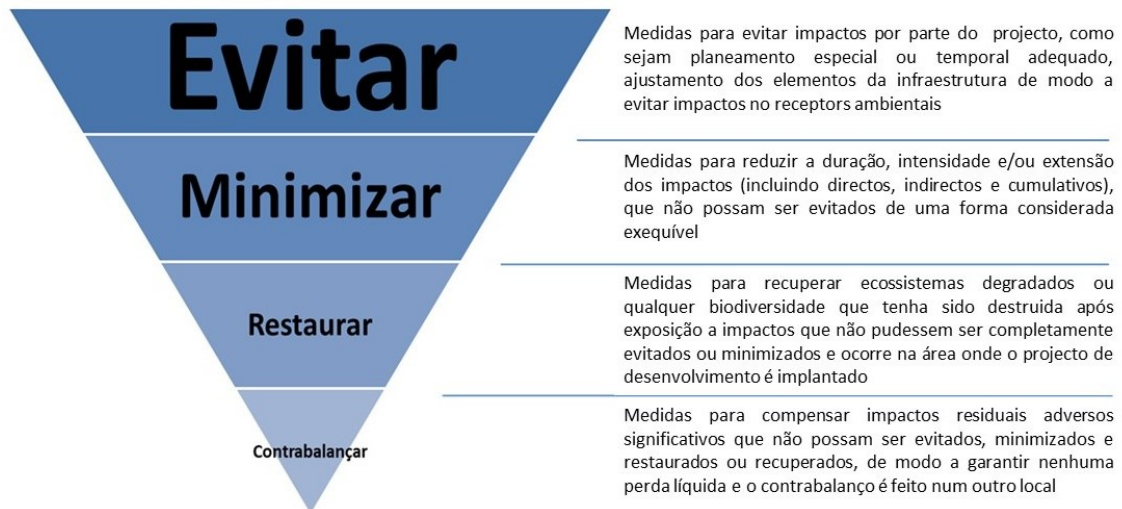 Evitar
Medidas para evitar impactos por parte do projecto, como
sejam planeamento especial ou temporal adequado,
ajustamento dos elementos da infraestrutura de modo a
evitar impactos no receptors ambientais
Minimizar
Medidas para reduzir a duração, intensidade e/ou extensão
dos impactos (incluindo directos, indirectos e cumulativos),
que não possam ser evitados de uma forma considerada
exequível
Restaurar
Medidas para recuperar ecossistemas degradados ou
qualquer biodiversidade que tenha sido destruida após
exposição a impactos que não pudessem ser completamente
evitados ou minimizados e ocorre na área onde o projecto de
desenvolvimento é implantado
Contrabalançar
Medidas para compensar impactos residuais adversos
significativos que não possam ser evitados, minimizados e
restaurados ou recuperados, de modo a garantir nenhuma
perda líquida e o contrabalanço é feito num outro local